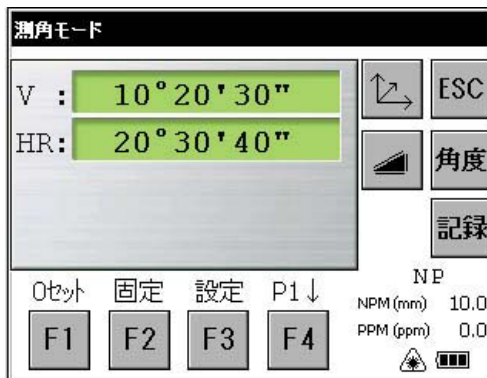 測角モード
V : 10°20'30"
HR: 20°30'40"
ESC
角度
記録
0セット 固定 設定 P1↓
F1 F2 F3 F4
NP
NPM (mm) 10.0
PPM (ppm) 0.0